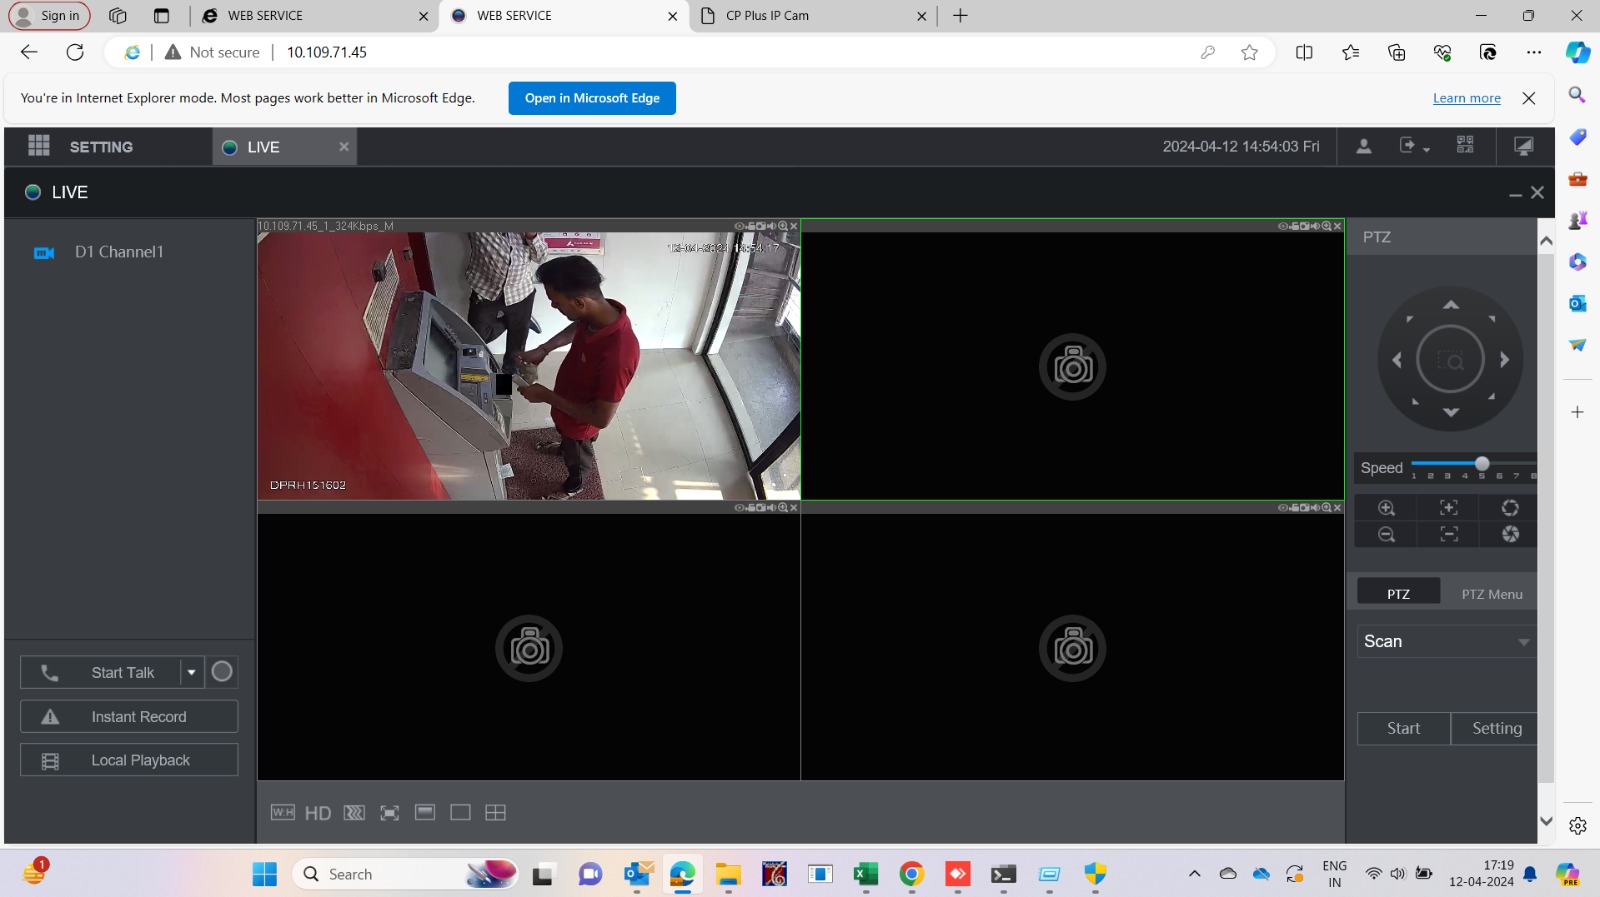 Sign in
WEB SERVICE
WEB SERVICE
CP Plus IP Cam
Not secure
10.109.71.45
You're in Internet Explorer mode. Most pages work better in Microsoft Edge.
Open in Microsoft Edge
Learn more
SETTING
LIVE
2024-04-12 14:54:03 Fri
LIVE
D1 Channel1
10.109.71.45_1_324Kbps_M
12-04-2024 14:54:17
DPRH151602
PTZ
Speed
1 2 3 4 5 6 7 8
PTZ
PTZ Menu
Scan
Start
Setting
Start Talk
Instant Record
Local Playback
W:H
HD
1
Search
ENG
IN
17:19
12-04-2024
PRE